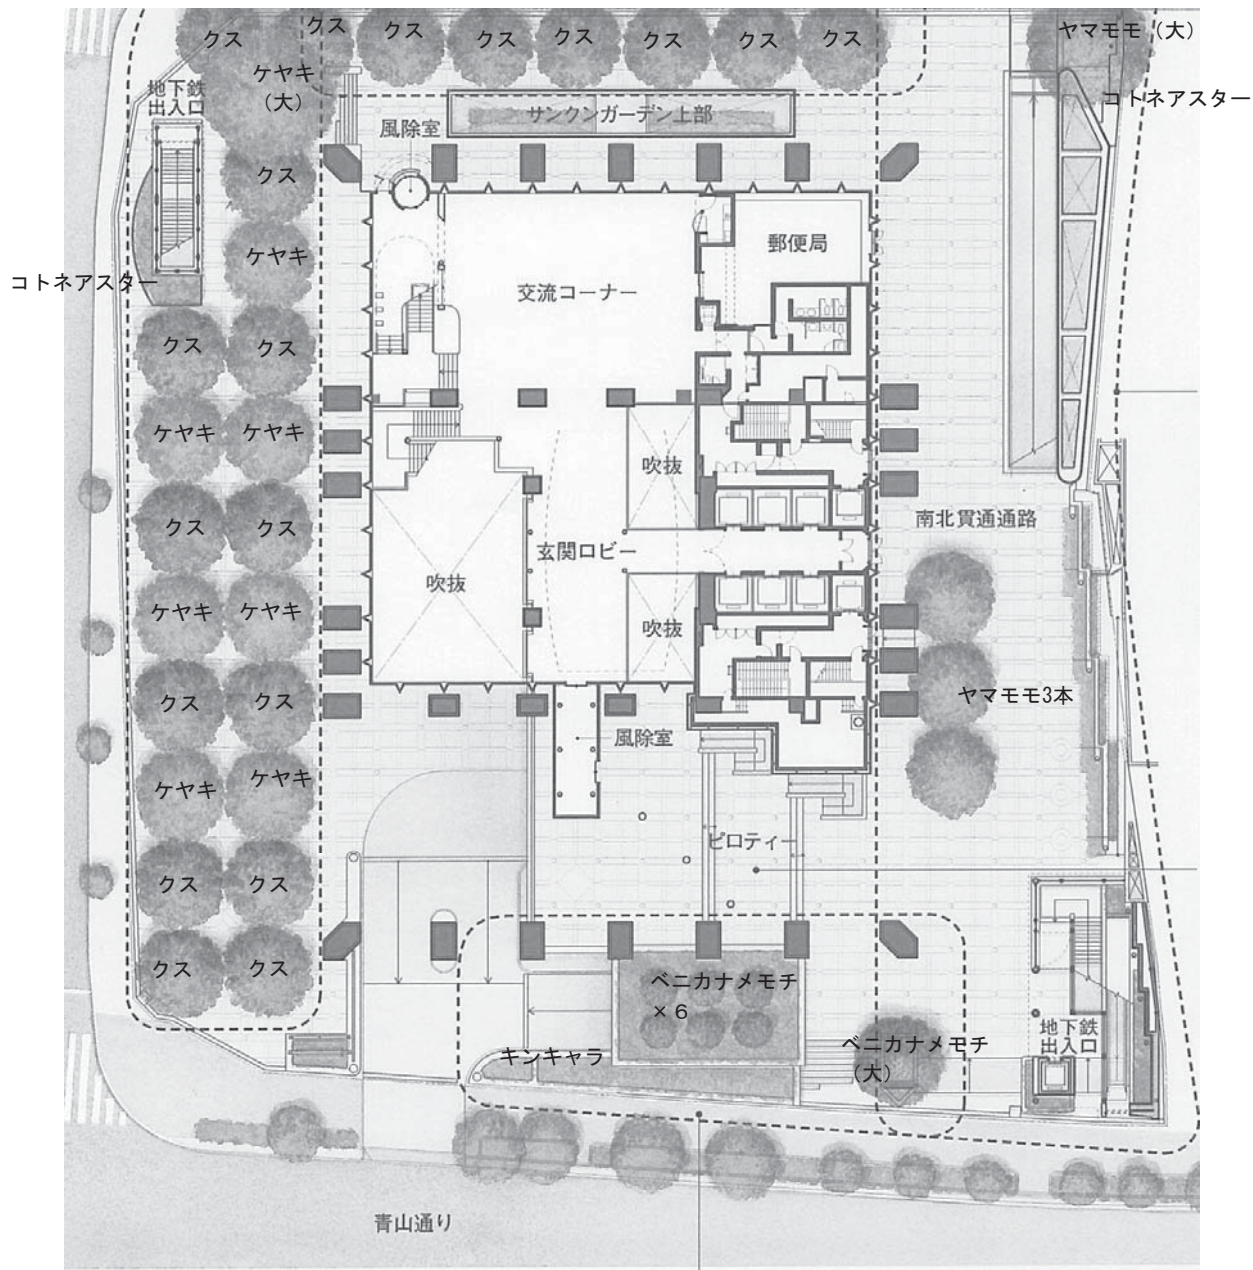 クス
クス
クス
クス
クス
クス
クス
クス
ヤマモモ（大）
ケヤキ
（大）
地下鉄
出入口
コトネアスター
サンクンガーデン上部
風除室
クス
郵便局
ケヤキ
コトネアスター
交流コーナー
クス
クス
ケヤキ
ケヤキ
吹抜
クス
クス
南北貫通通路
玄関ロビー
吹抜
ケヤキ
ケヤキ
吹抜
クス
クス
ヤマモモ3本
風除室
ケヤキ
ケヤキ
ピロティー
クス
クス
クス
クス
ベニカナメモチ
×６
地下鉄
出入口
ベニカナメモチ
（大）
キンキャラ
青山通り